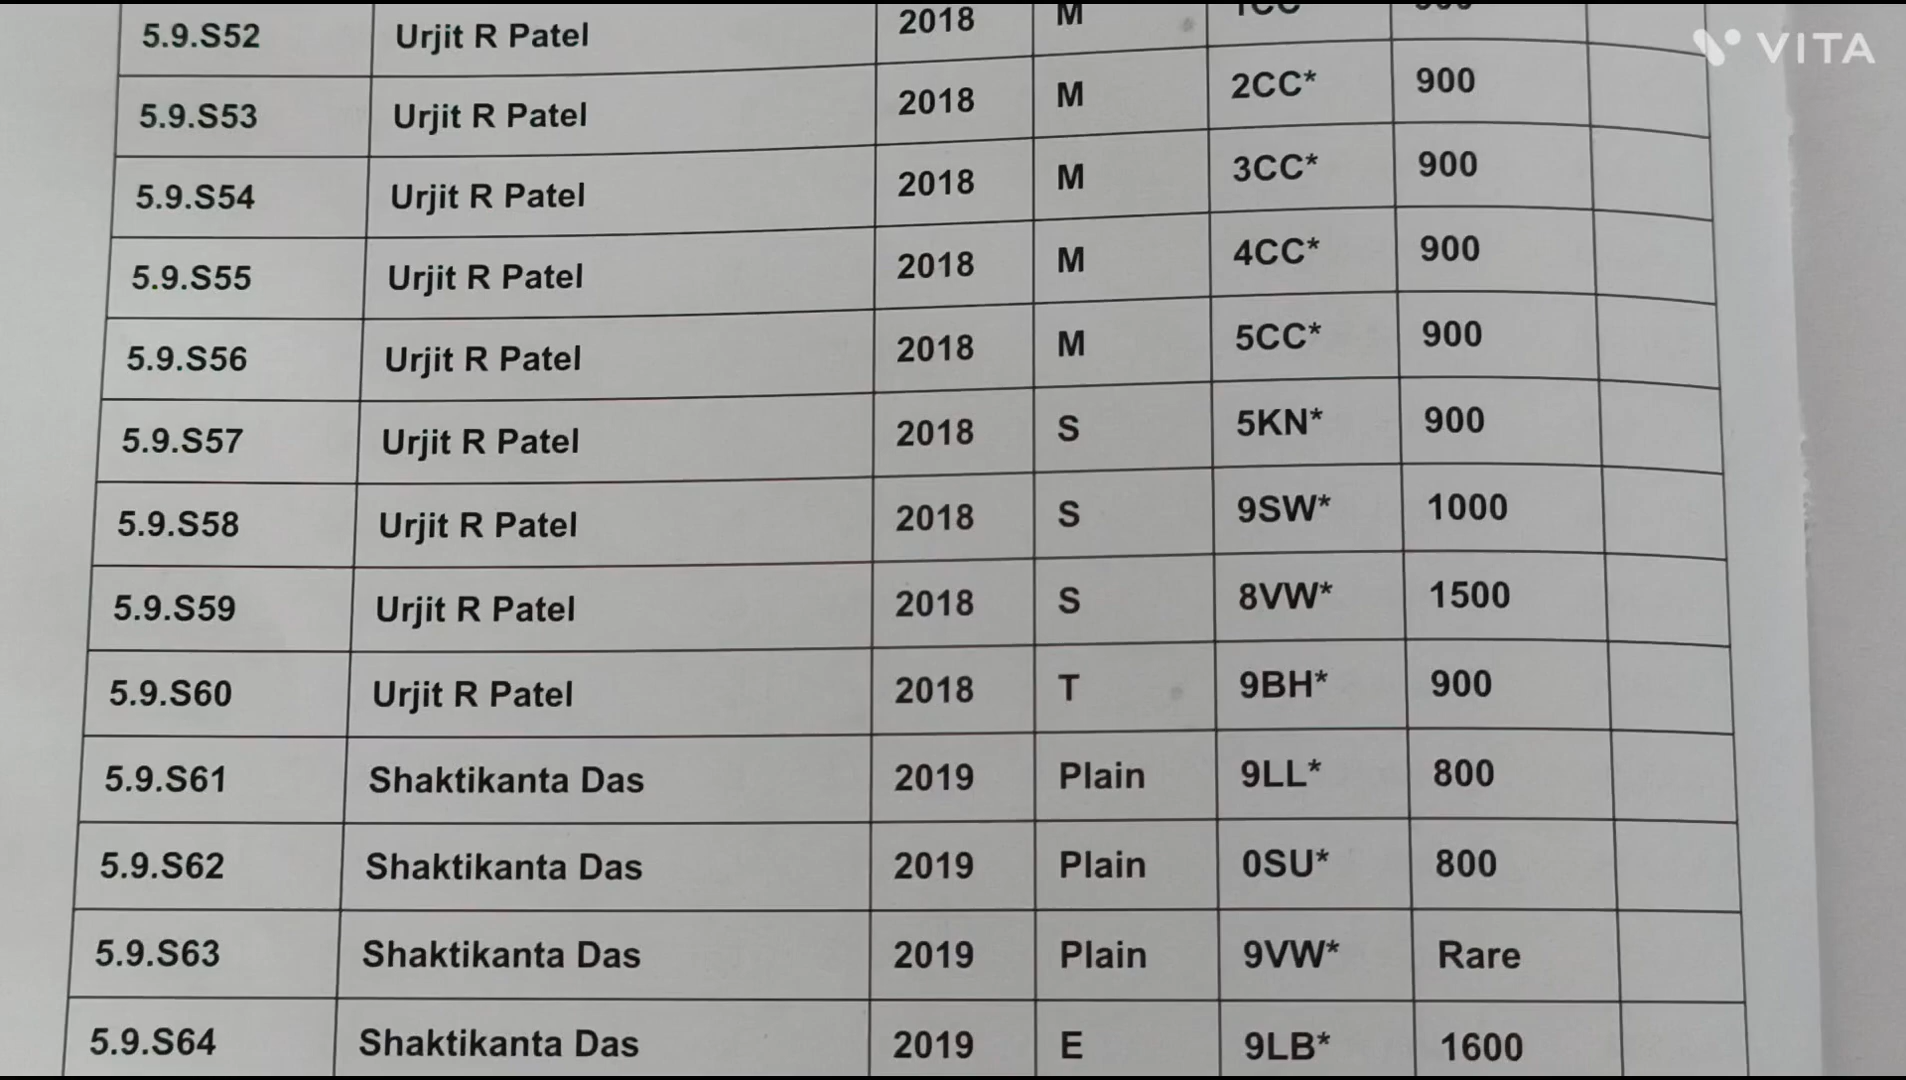 5.9.S52 Urjit R Patel 2018 M 1CC
VITA
5.9.S53 Urjit R Patel 2018 M 2CC* 900
5.9.S54 Urjit R Patel 2018 M 3CC* 900
5.9.S55 Urjit R Patel 2018 M 4CC* 900
5.9.S56 Urjit R Patel 2018 M 5CC* 900
5.9.S57 Urjit R Patel 2018 S 5KN* 900
5.9.S58 Urjit R Patel 2018 S 9SW* 1000
5.9.S59 Urjit R Patel 2018 S 8VW* 1500
5.9.S60 Urjit R Patel 2018 T 9BH* 900
5.9.S61 Shaktikanta Das 2019 Plain 9LL* 800
5.9.S62 Shaktikanta Das 2019 Plain 0SU* 800
5.9.S63 Shaktikanta Das 2019 Plain 9VW* Rare
5.9.S64 Shaktikanta Das 2019 E 9LB* 1600